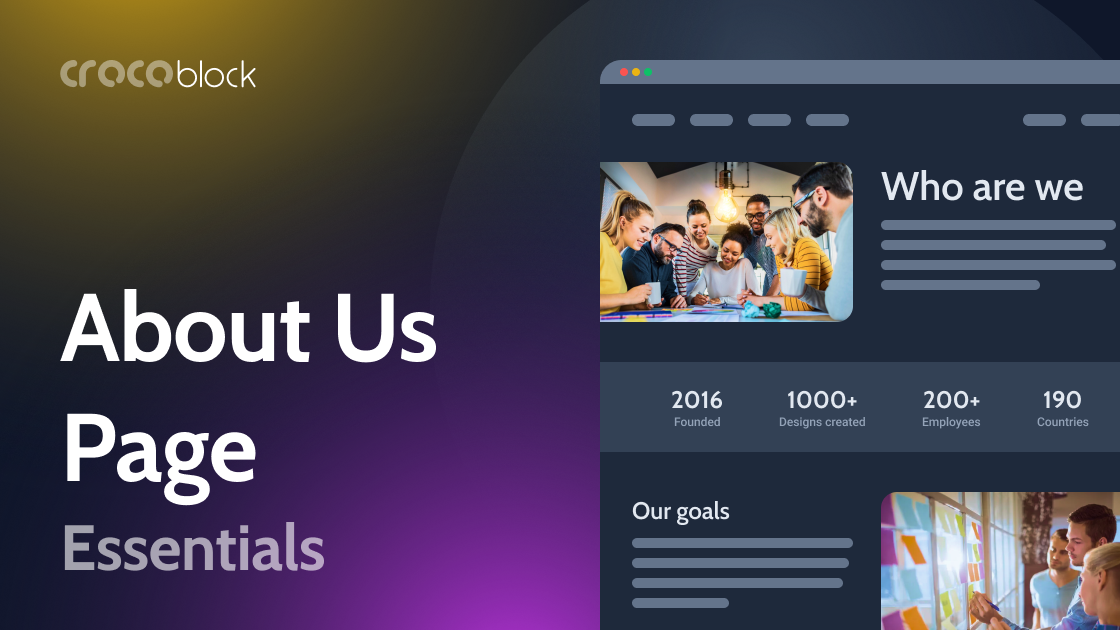 crocoblock
About Us
Page
Essentials
Who are we
2016
Founded
1000+
Designs created
200+
Employees
190
Countries
Our goals